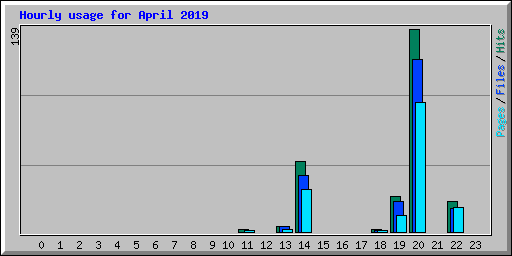 Hourly usage for April 2019
139
Pages/Files/Hits
0 1 2 3 4 5 6 7 8 9 10 11 12 13 14 15 16 17 18 19 20 21 22 23